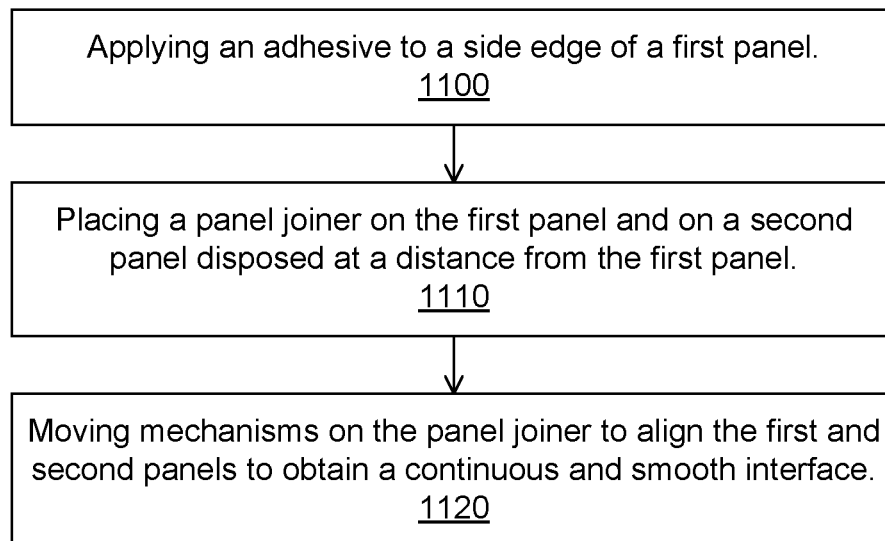 Applying an adhesive to a side edge of a first panel.
1100
Placing a panel joiner on the first panel and on a second
panel disposed at a distance from the first panel.
1110
Moving mechanisms on the panel joiner to align the first and
second panels to obtain a continuous and smooth interface.
1120